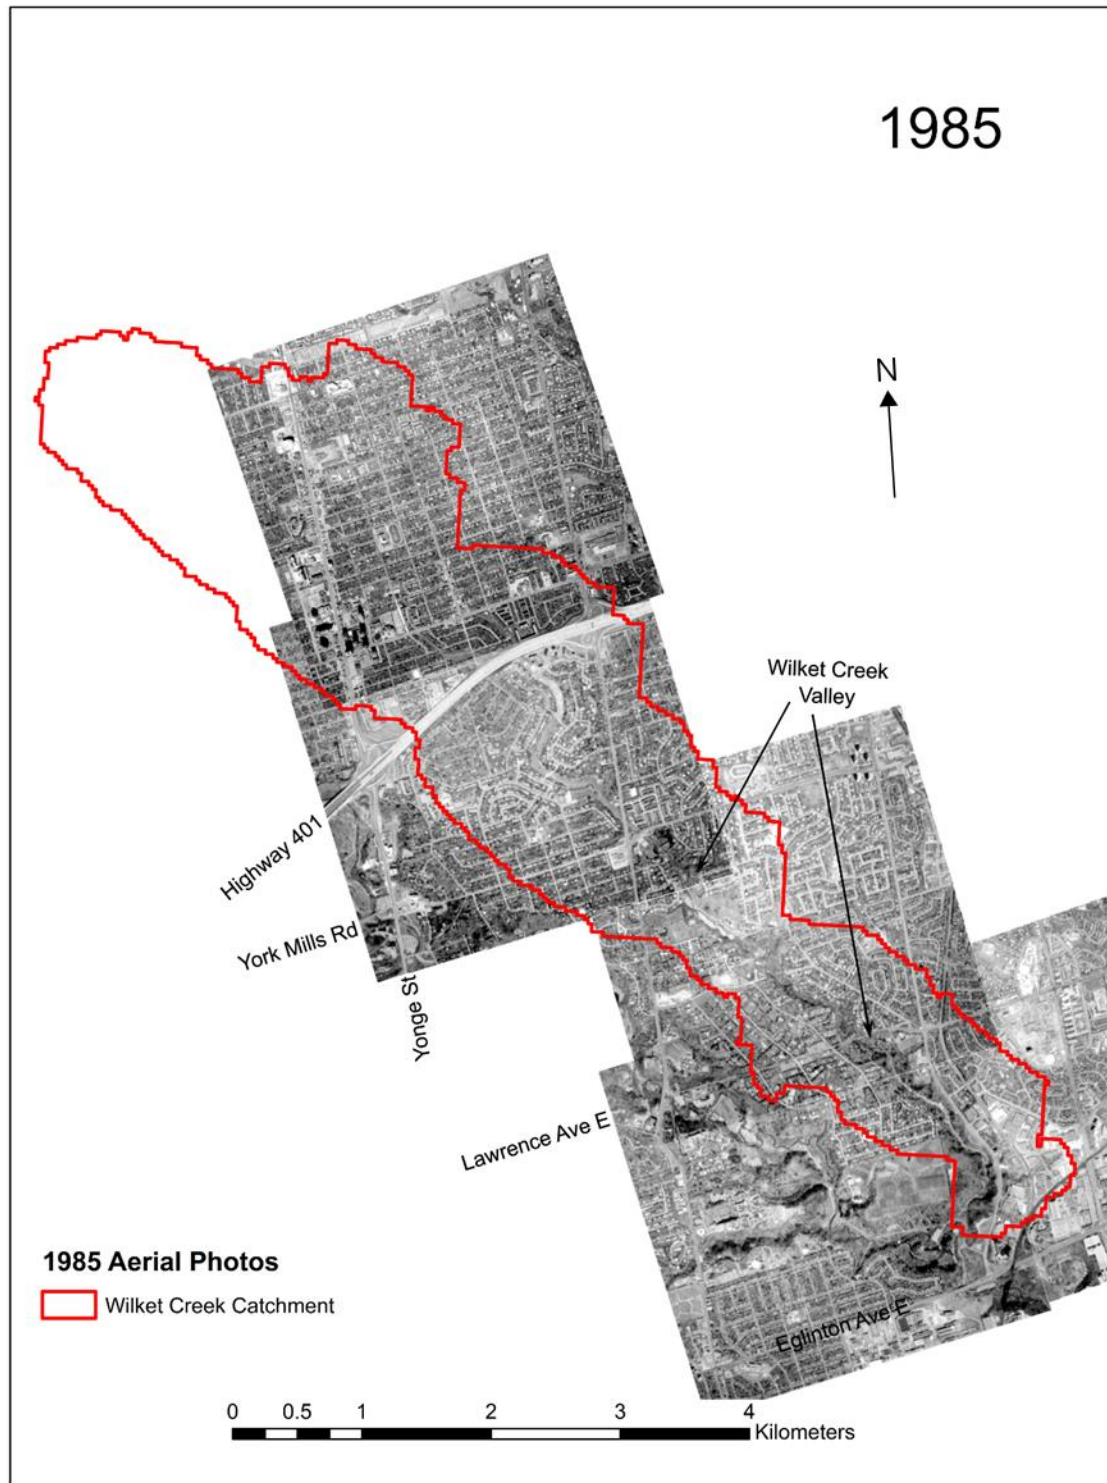 1985
N
Wilket Creek
Valley
Highway 401
York Mills Rd
Yonge St
Lawrence Ave E
Eglinton Ave E
1985 Aerial Photos
Wilket Creek Catchment
0 0.5 1 2 3 4
Kilometers